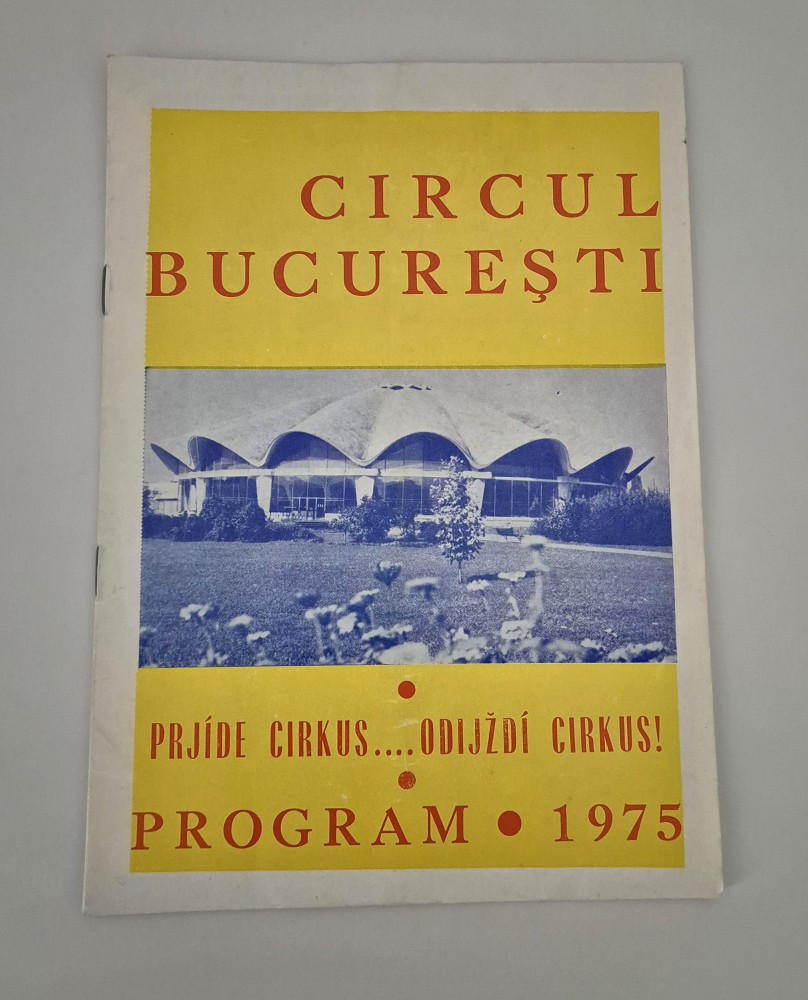 CIRCUL
BUCUREŞTI
PRJÍDE CIRKUS....ODIJŽDÍ CIRKUS!
PROGRAM • 1975